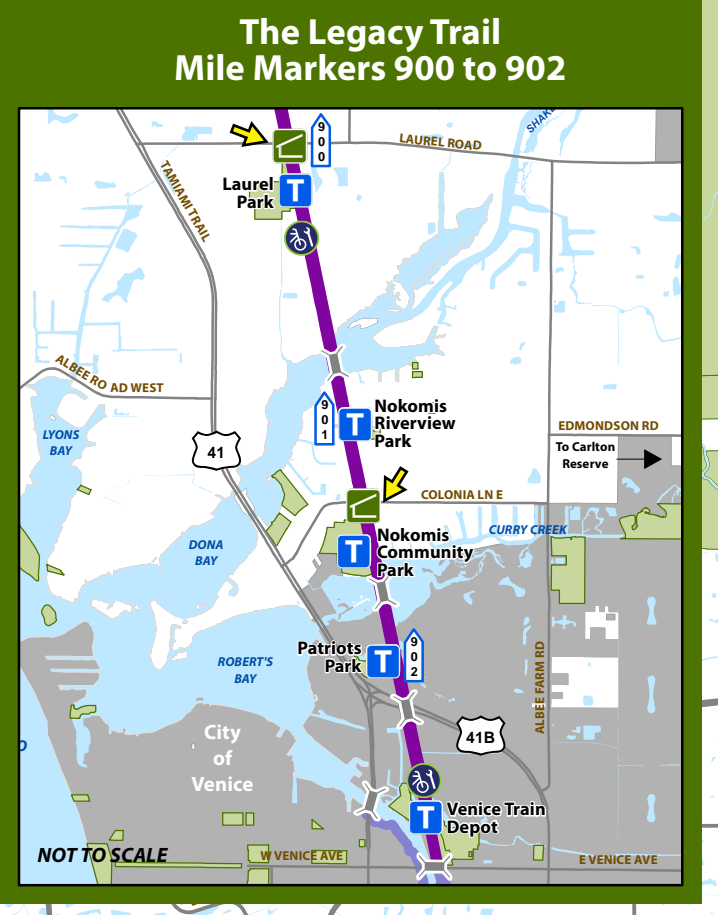 The Legacy Trail
Mile Markers 900 to 902
SHAKE
900
LAUREL ROAD
TAMIAMI TRAIL
Laurel
Park
T
ALBEE ROAD WEST
901
T
Nokomis
Riverview
Park
EDMONDSON RD
LYONS
BAY
41
To Carlton
Reserve
COLONIA LN E
CURRY CREEK
DONA
BAY
T
Nokomis
Community
Park
Patriots
Park
T
902
ROBERT'S
BAY
ALBEE FARM RD
City
of
Venice
41B
T
Venice Train
Depot
NOT TO SCALE
W VENICE AVE
E VENICE AVE